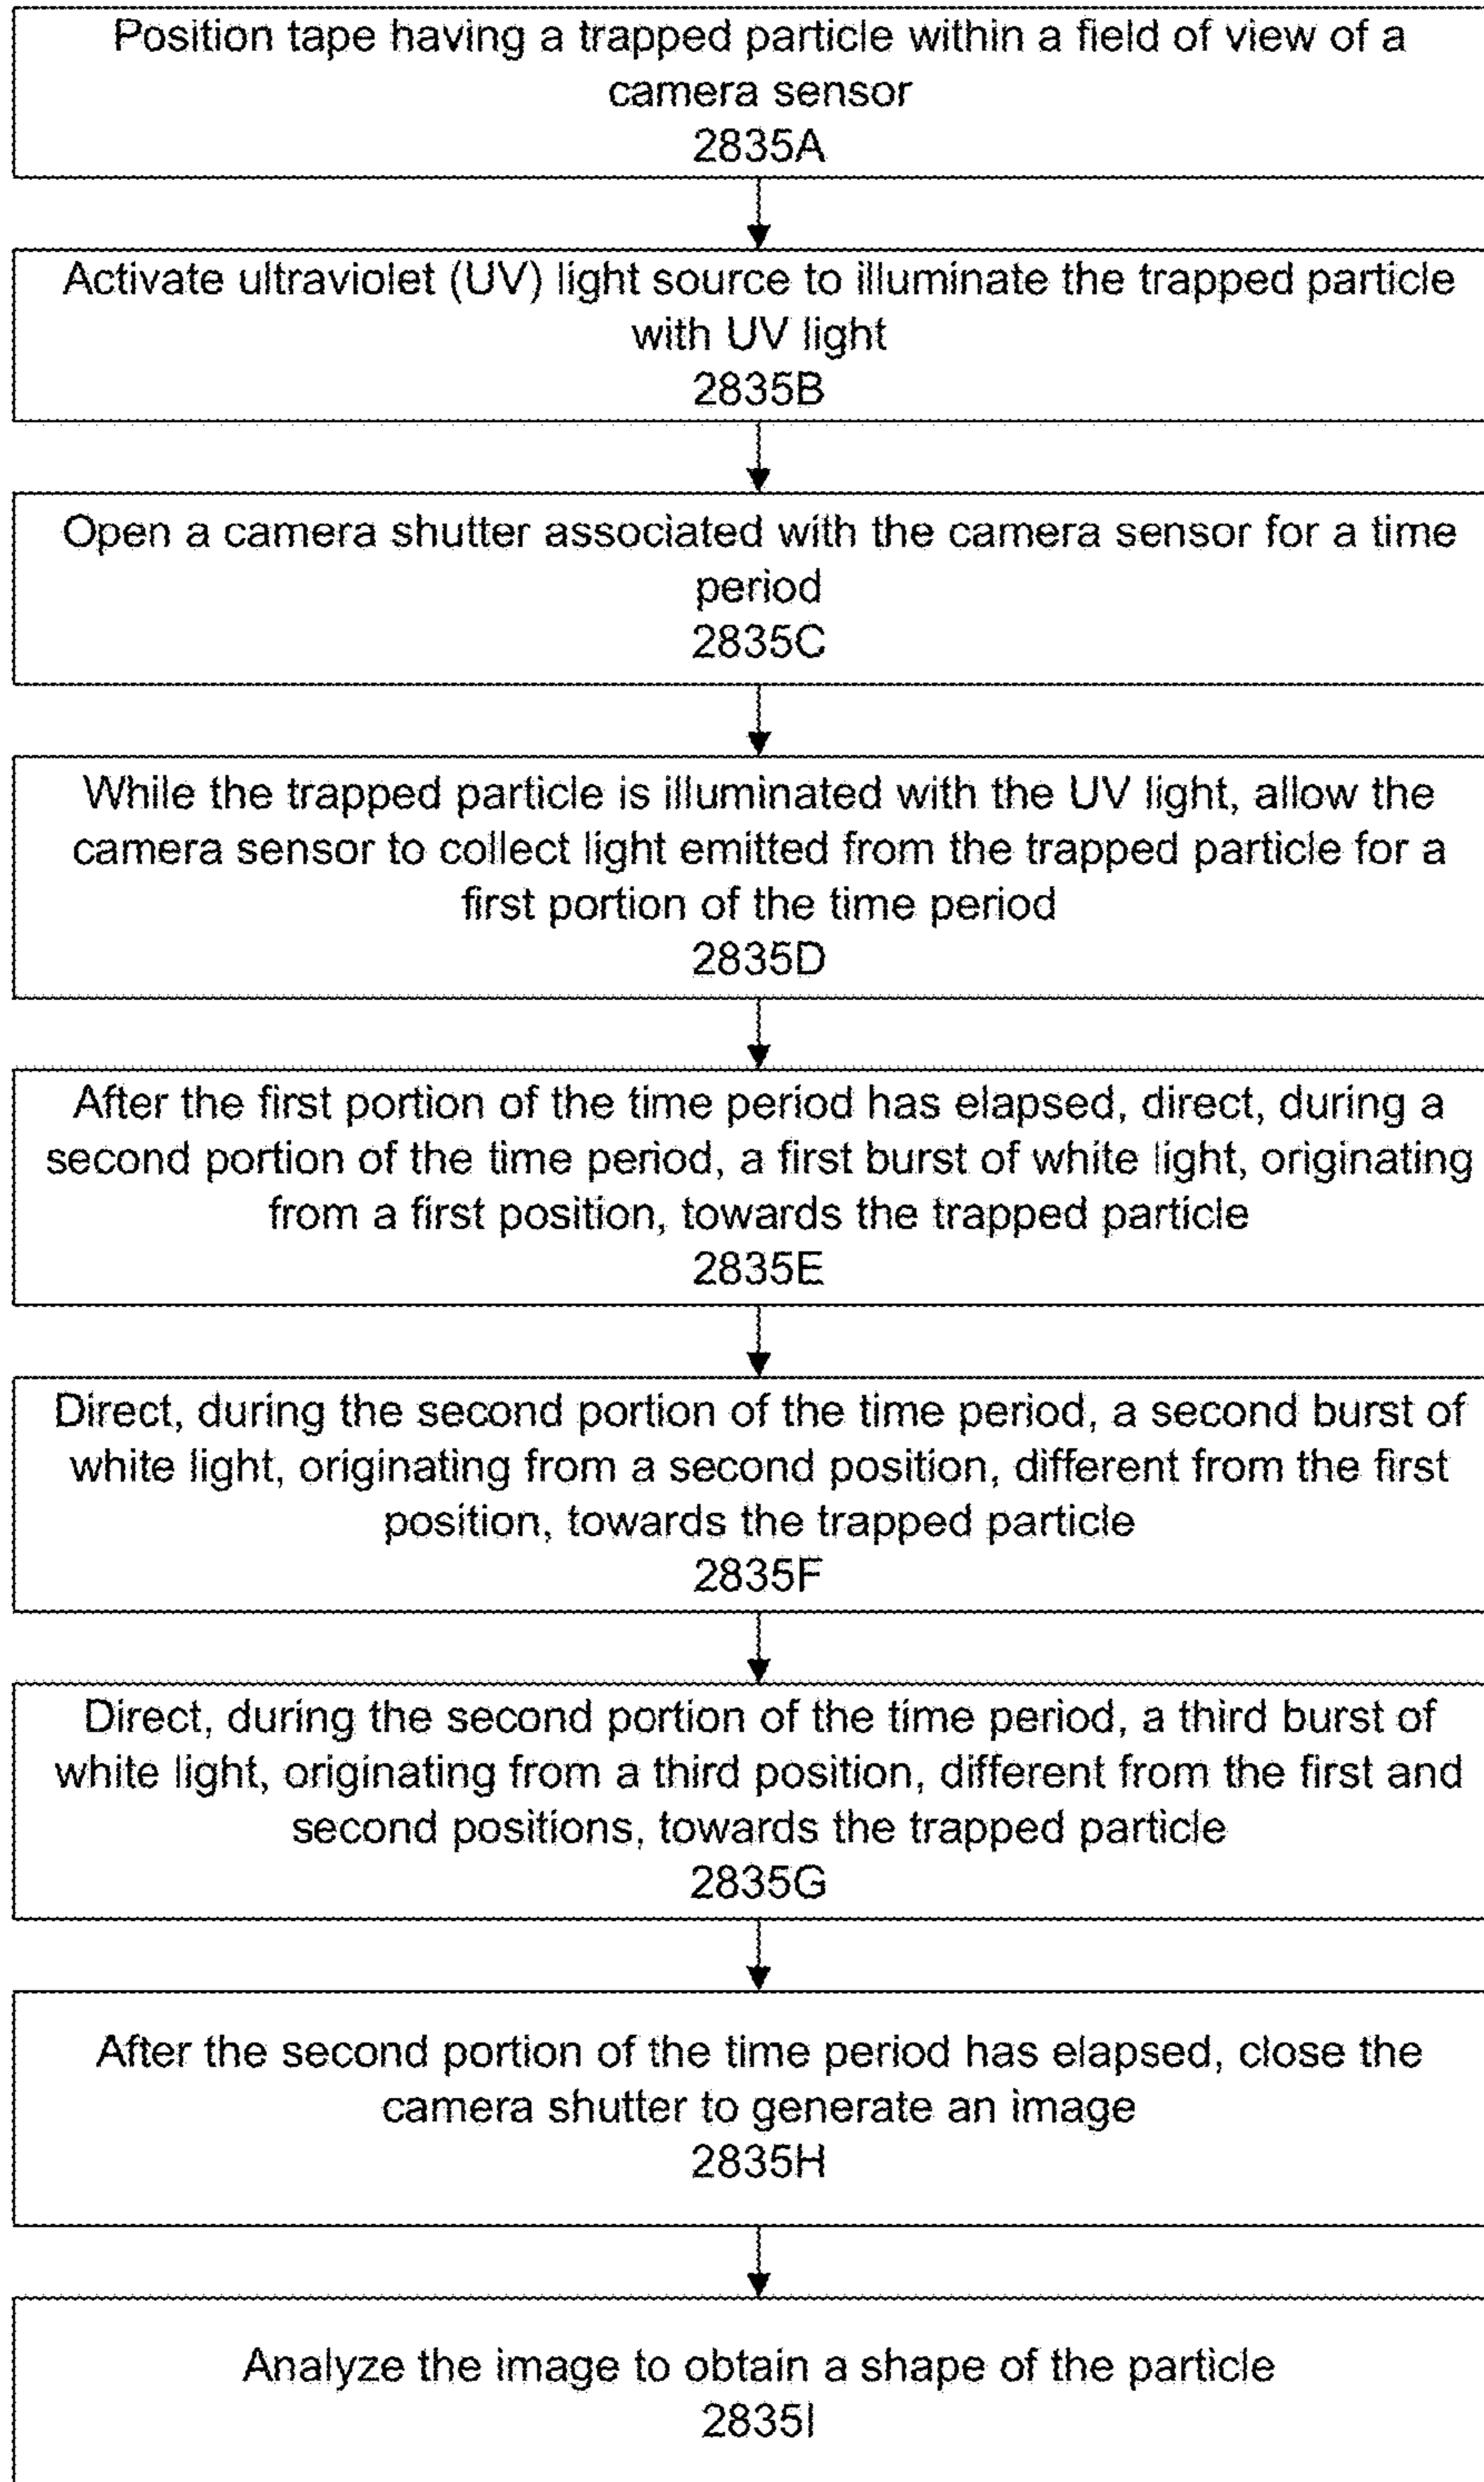 Position tape having a trapped particle within a field of view of a
camera sensor
2835A
Activate ultraviolet (UV) light source to illuminate the trapped particle
with UV light
2835B
Open a camera shutter associated with the camera sensor for a time
period
2835C
While the trapped particle is illuminated with the UV light, allow the
camera sensor to collect light emitted from the trapped particle for a
first portion of the time period
2835D
After the first portion of the time period has elapsed, direct, during a
second portion of the time period, a first burst of white light, originating
from a first position, towards the trapped particle
2835E
Direct, during the second portion of the time period, a second burst of
white light, originating from a second position, different from the first
position, towards the trapped particle
2835F
Direct, during the second portion of the time period, a third burst of
white light, originating from a third position, different from the first and
second positions, towards the trapped particle
2835G
After the second portion of the time period has elapsed, close the
camera shutter to generate an image
2835H
Analyze the image to obtain a shape of the particle
2835I